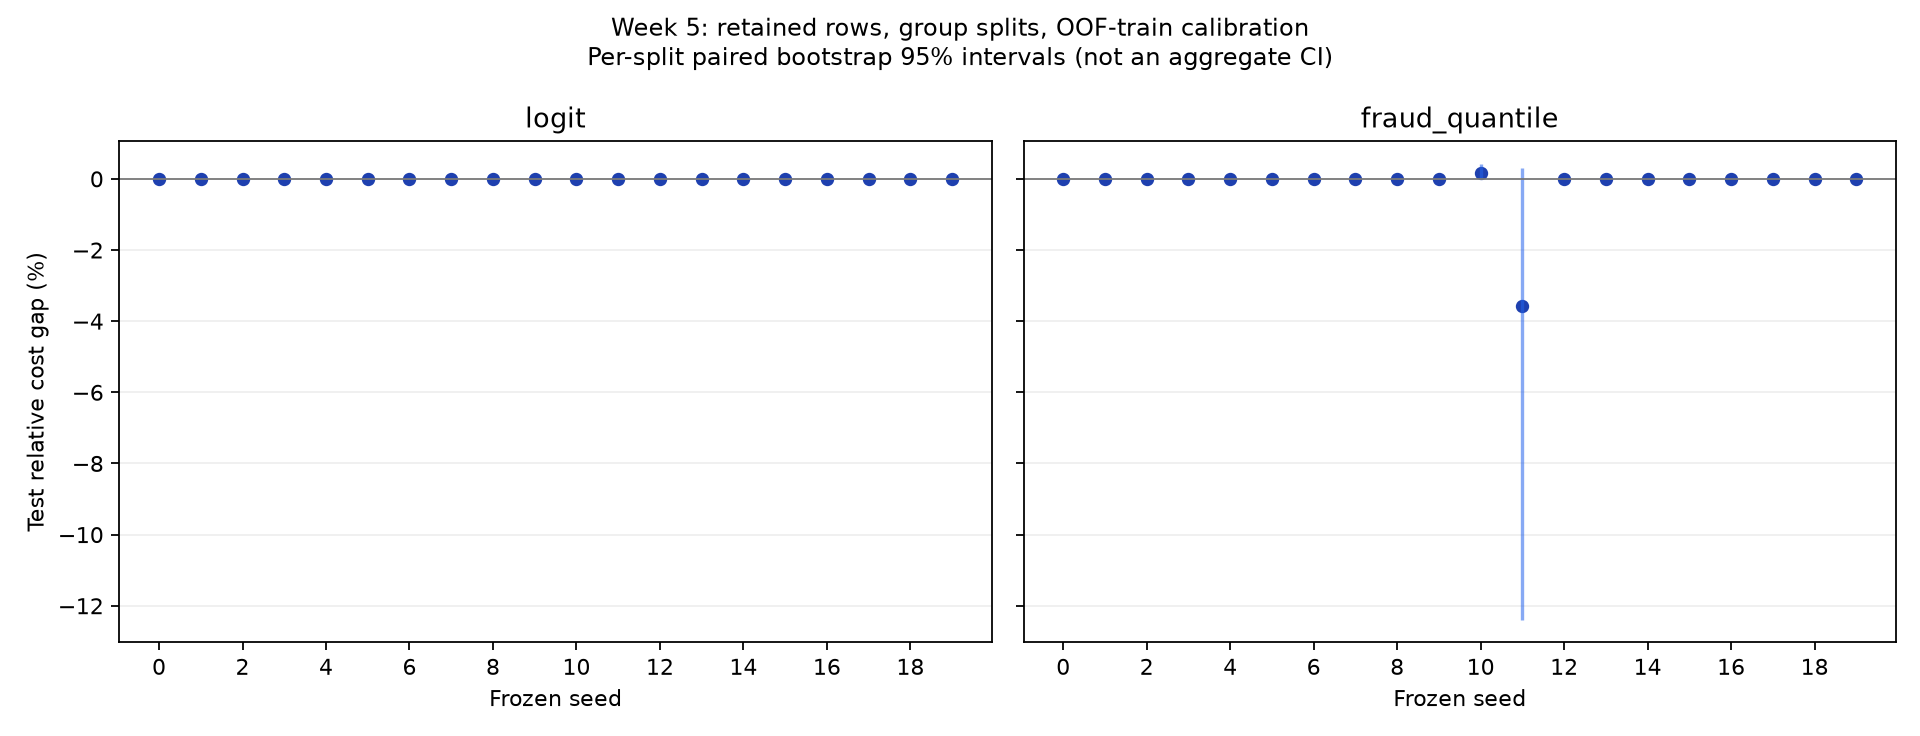 Week 5: retained rows, group splits, OOF-train calibration
Per-split paired bootstrap 95% intervals (not an aggregate CI)
logit
fraud_quantile
Test relative cost gap (%)
0
−2
−4
−6
−8
−10
−12
0 2 4 6 8 10 12 14 16 18
0 2 4 6 8 10 12 14 16 18
Frozen seed
Frozen seed